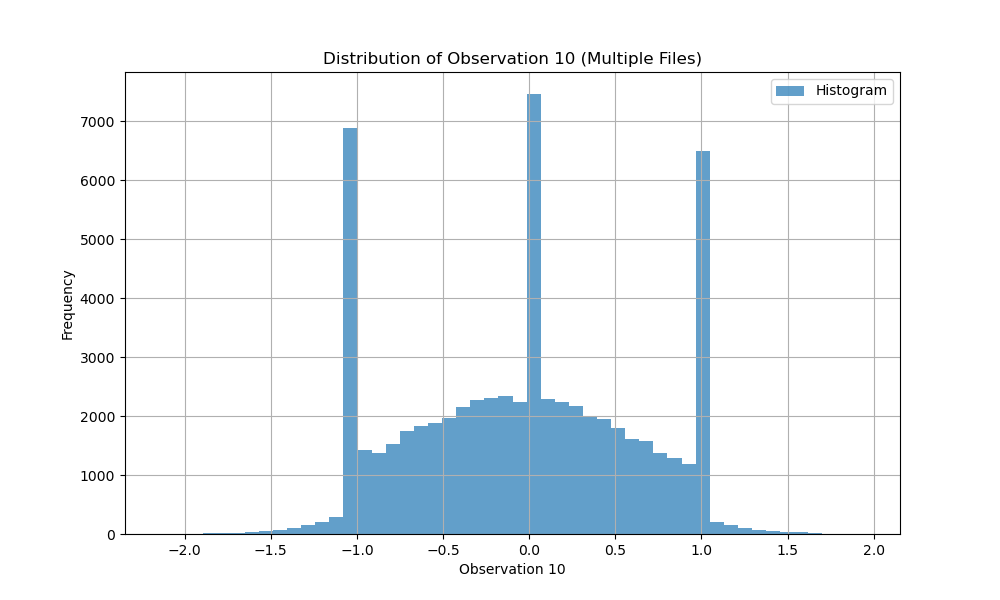 Distribution of Observation 10 (Multiple Files)
Histogram
Frequency
7000
6000
5000
4000
3000
2000
1000
0
−2.0 −1.5 −1.0 −0.5 0.0 0.5 1.0 1.5 2.0
Observation 10